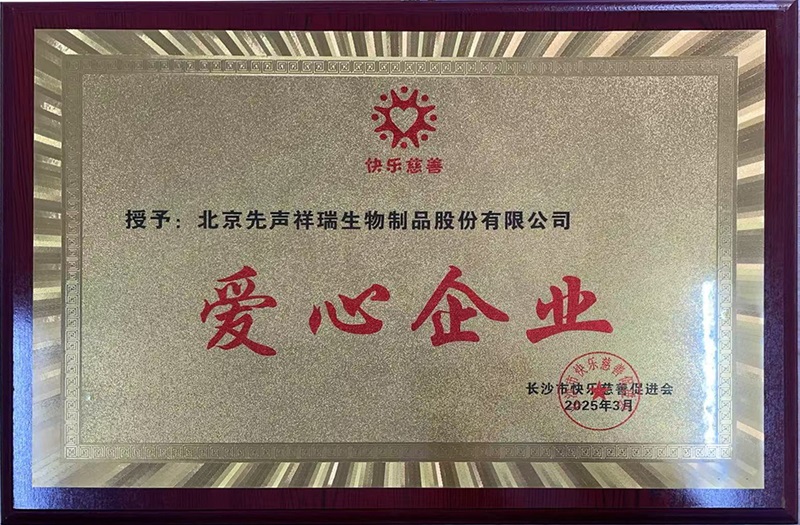 快乐慈善
授予：北京先声祥瑞生物制品股份有限公司
爱心企业
长沙市快乐慈善促进会
2025年3月